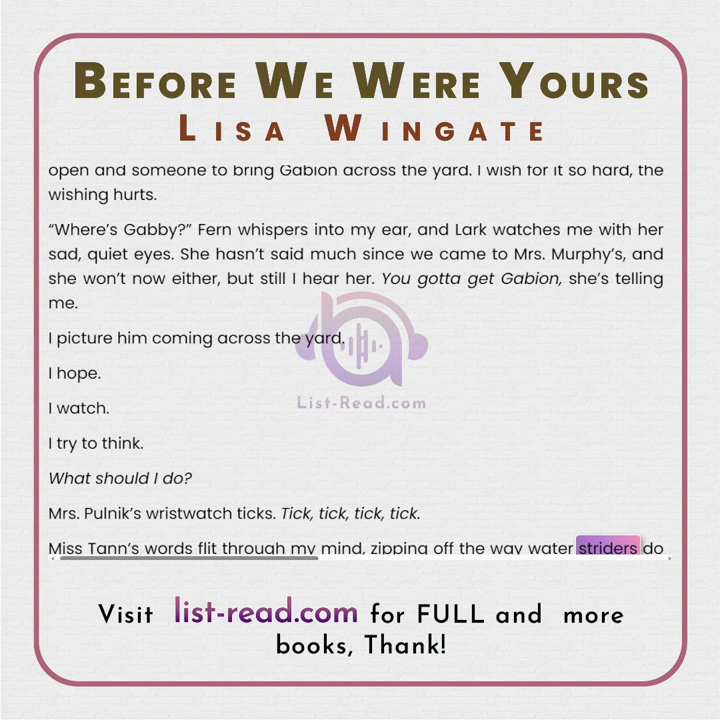 BEFORE WE WERE YOURS
LISA WINGATE
open and someone to bring Gabion across the yard. I wish for it so hard, the
wishing hurts.
“Where’s Gabby?” Fern whispers into my ear, and Lark watches me with her
sad, quiet eyes. She hasn’t said much since we came to Mrs. Murphy’s, and
she won’t now either, but still I hear her. You gotta get Gabion, she’s telling
me.
I picture him coming across the yard.
I hope.
I watch.
List-Read.com
I try to think.
What should I do?
Mrs. Pulnik’s wristwatch ticks. Tick, tick, tick, tick.
Miss Tann’s words flit through my mind, zipping off the way water striders do
Visit list-read.com for FULL and more
books, Thank!